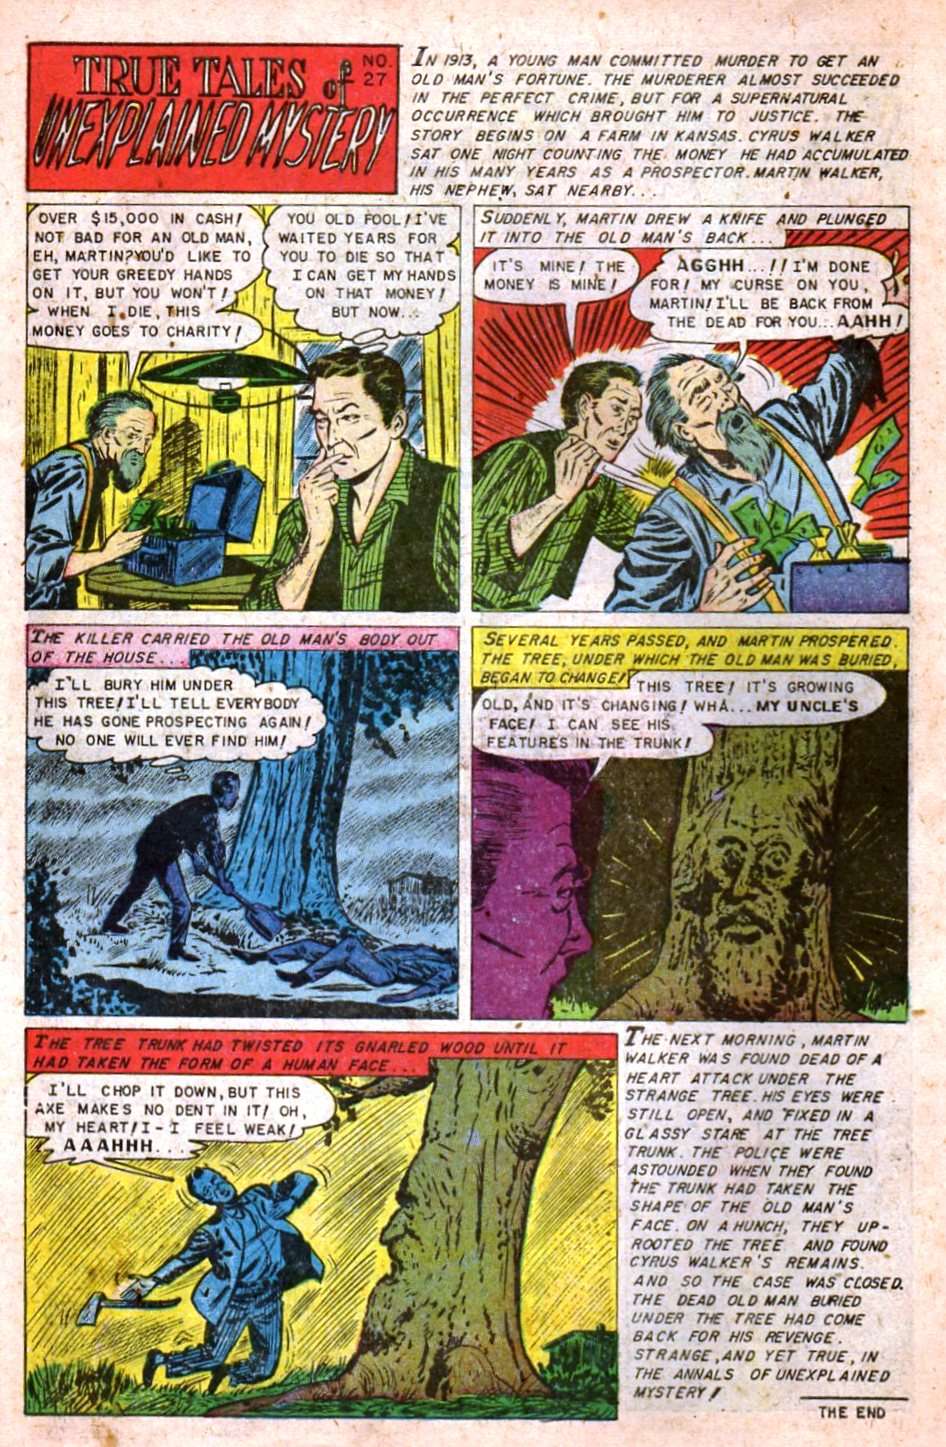 TRUE TALES of
NO. 27
UNEXPLAINED MYSTERY
IN 1913, A YOUNG MAN COMMITTED MURDER TO GET AN
OLD MAN'S FORTUNE. THE MURDERER ALMOST SUCCEEDED
IN THE PERFECT CRIME, BUT FOR A SUPERNATURAL
OCCURRENCE WHICH BROUGHT HIM TO JUSTICE. THE
STORY BEGINS ON A FARM IN KANSAS. CYRUS WALKER
SAT ONE NIGHT COUNTING THE MONEY HE HAD ACCUMULATED
IN HIS MANY YEARS AS A PROSPECTOR. MARTIN WALKER,
HIS NEPHEW, SAT NEARBY...
OVER $15,000 IN CASH!
NOT BAD FOR AN OLD MAN,
EH, MARTIN? YOU'D LIKE TO
GET YOUR GREEDY HANDS
ON IT, BUT YOU WON'T!
WHEN I DIE, THIS
MONEY GOES TO CHARITY!
YOU OLD FOOL! I'VE
WAITED YEARS FOR
YOU TO DIE SO THAT
I CAN GET MY HANDS
ON THAT MONEY!
BUT NOW...
SUDDENLY, MARTIN DREW A KNIFE AND PLUNGED
IT INTO THE OLD MAN'S BACK...
IT'S MINE! THE
MONEY IS MINE!
AGGHH...!! I'M DONE
FOR! MY CURSE ON YOU,
MARTIN! I'LL BE BACK FROM
THE DEAD FOR YOU... AAHH!
THE KILLER CARRIED THE OLD MAN'S BODY OUT
OF THE HOUSE...
I'LL BURY HIM UNDER
THIS TREE! I'LL TELL EVERYBODY
HE HAS GONE PROSPECTING AGAIN!
NO ONE WILL EVER FIND HIM!
SEVERAL YEARS PASSED, AND MARTIN PROSPERED.
THE TREE, UNDER WHICH THE OLD MAN WAS BURIED,
BEGAN TO CHANGE!
THIS TREE! IT'S GROWING
OLD, AND IT'S CHANGING! WHA... MY UNCLE'S
FACE! I CAN SEE HIS
FEATURES IN THE TRUNK!
THE TREE TRUNK HAD TWISTED ITS GNARLED WOOD UNTIL IT
HAD TAKEN THE FORM OF A HUMAN FACE...
I'LL CHOP IT DOWN, BUT THIS
AXE MAKES NO DENT IN IT! OH,
MY HEART! I-I FEEL WEAK!
AAAHHH...
THE NEXT MORNING, MARTIN
WALKER WAS FOUND DEAD OF A
HEART ATTACK UNDER THE
STRANGE TREE. HIS EYES WERE
STILL OPEN, AND FIXED IN A
GLASSY STARE AT THE TREE
TRUNK. THE POLICE WERE
ASTOUNDED WHEN THEY FOUND
THE TRUNK HAD TAKEN THE
SHAPE OF THE OLD MAN'S
FACE. ON A HUNCH, THEY UP-
ROOTED THE TREE AND FOUND
CYRUS WALKER'S REMAINS.
AND SO THE CASE WAS CLOSED.
THE DEAD OLD MAN BURIED
UNDER THE TREE HAD COME
BACK FOR HIS REVENGE.
STRANGE, AND YET TRUE, IN
THE ANNALS OF UNEXPLAINED
MYSTERY!
THE END